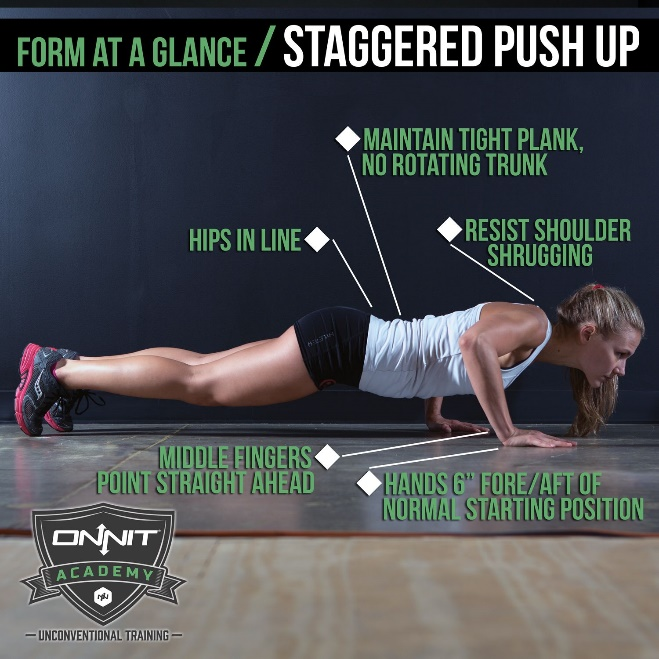 FORM AT A GLANCE / STAGGERED PUSH UP
MAINTAIN TIGHT PLANK,
NO ROTATING TRUNK
HIPS IN LINE
RESIST SHOULDER
SHRUGGING
MIDDLE FINGERS
POINT STRAIGHT AHEAD
HANDS 6" FORE/AFT OF
NORMAL STARTING POSITION
ONNIT
ACADEMY
UNCONVENTIONAL TRAINING